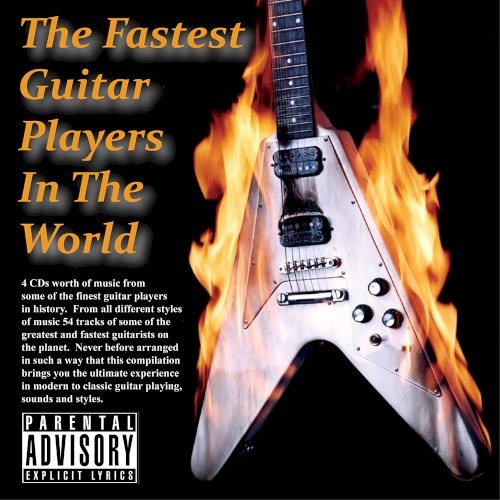 The Fastest
Guitar
Players
In The
World
4 CDs worth of music from
some of the finest guitar players
in history. From all different styles
of music 54 tracks of some of the
greatest and fastest guitarists on
the planet. Never before arranged
in such a way that this compilation
brings you the ultimate experience
in modern to classic guitar playing,
sounds and styles.
PARENTAL
ADVISORY
EXPLICIT LYRICS